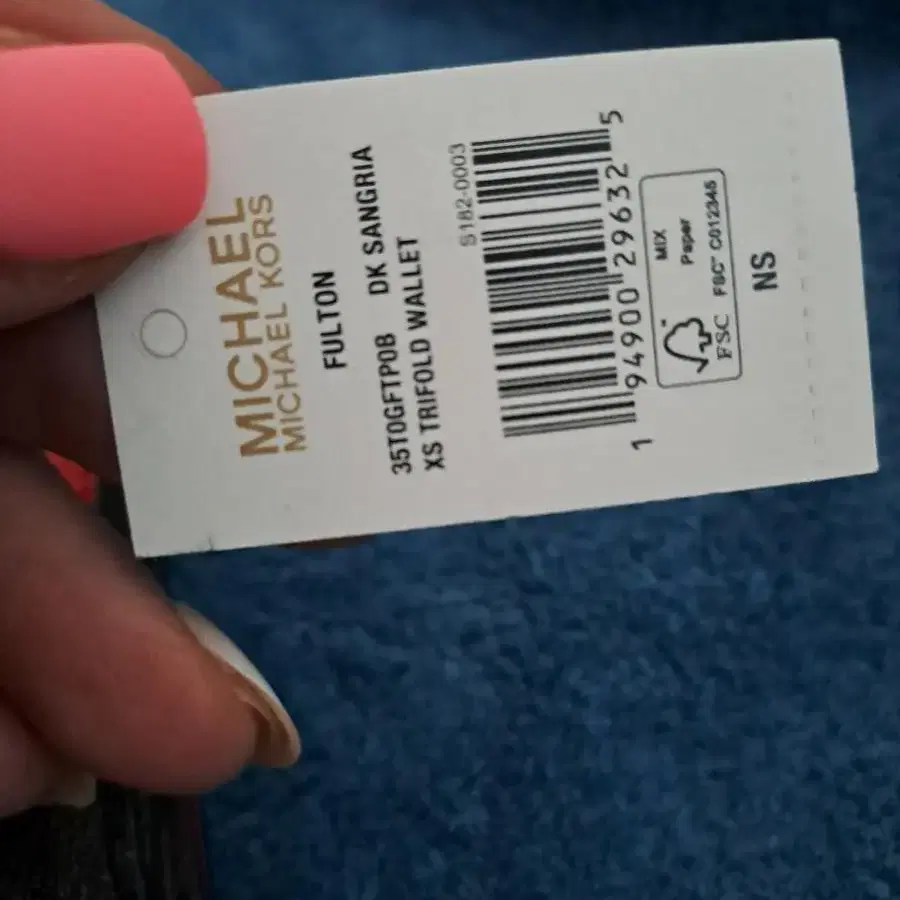 MICHAEL
MICHAEL KORS
FULTON
35T0GFTP0B DK SANGRIA
XS TRIFOLD WALLET
S182-0003
1 94900 29632 5
MIX
Paper
FSC
FSC™ C012345
NS